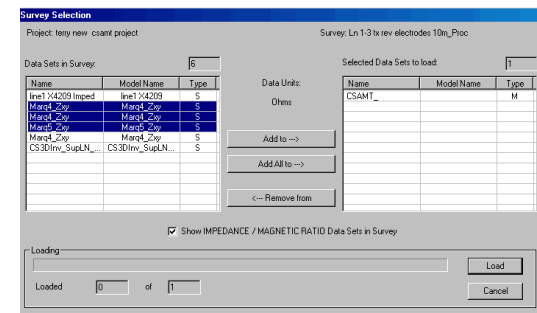 Survey Selection
Project: terry new csamt project
Survey: Ln 1-3 tx rev electrodes 10m_Proc
Data Sets in Survey: 6
Selected Data Sets to load: 1
Name Model Name Type
line1 X4209 Imped line1 X4209 S
Marq4_Zxy Marq4_Zxy S
Marq4_Zxy Marq4_Zxy S
Marq5_Zxy Marq5_Zxy S
Marq4_Zxy Marq4_Zxy S
CS3DInv_SupLN_... CS3DInv_SupLN... S
Data Units:
Ohms
Add to --->
Add All to --->
<--- Remove from
Name Model Name Type
CSAMT_ M
Show IMPEDANCE / MAGNETIC RATIO Data Sets in Survey
Loading
Loaded 0 of 1
Load
Cancel